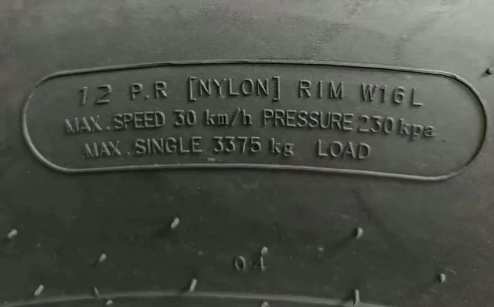 12 P.R [NYLON] RIM W16L
MAX.SPEED 30 km/h PRESSURE 230 kpa
MAX.SINGLE 3375 kg LOAD
04